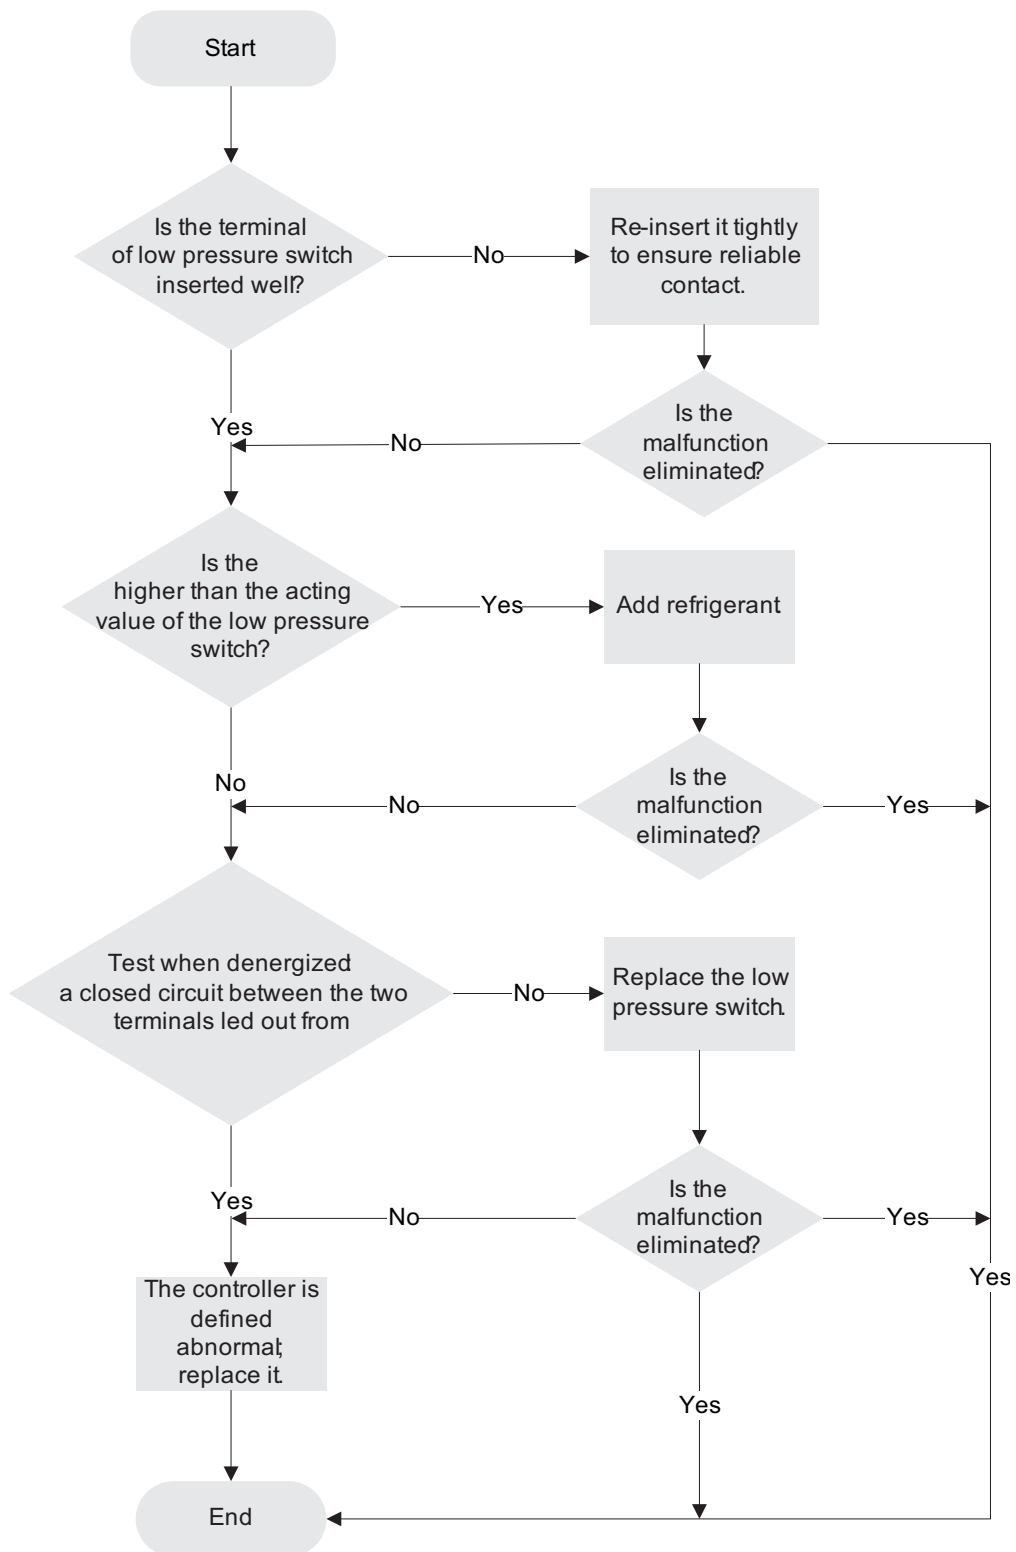 Start
Is the terminal
of low pressure switch
inserted well?
No
Re-insert it tightly
to ensure reliable
contact.
Yes
No
Is the
malfunction
eliminated?
Is the
higher than the acting
value of the low pressure
switch?
Yes
Add refrigerant
No
No
Is the
malfunction
eliminated?
Yes
Test when denergized
a closed circuit between the two
terminals led out from
No
Replace the low
pressure switch.
Yes
No
Is the
malfunction
eliminated?
Yes
Yes
The controller is
defined
abnormal;
replace it.
Yes
End